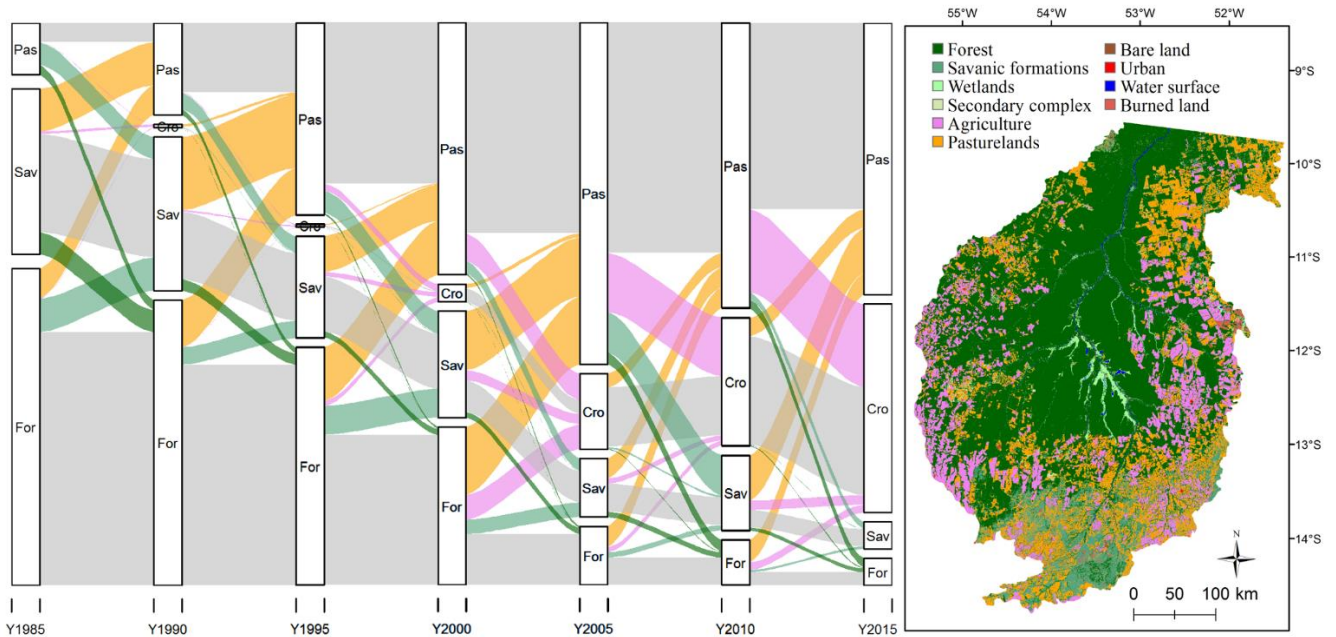 Pas
Sav
For
Pas
Cro
Sav
For
Pas
Cro
Sav
For
Pas
Cro
Sav
For
Pas
Cro
Sav
For
Pas
Cro
Sav
For
Pas
Cro
Sav
For
Y1985 Y1990 Y1995 Y2000 Y2005 Y2010 Y2015
55°W 54°W 53°W 52°W
Forest
Savanic formations
Wetlands
Secondary complex
Agriculture
Pasturelands
Bare land
Urban
Water surface
Burned land
9°S
10°S
11°S
12°S
13°S
14°S
N
0 50 100 km